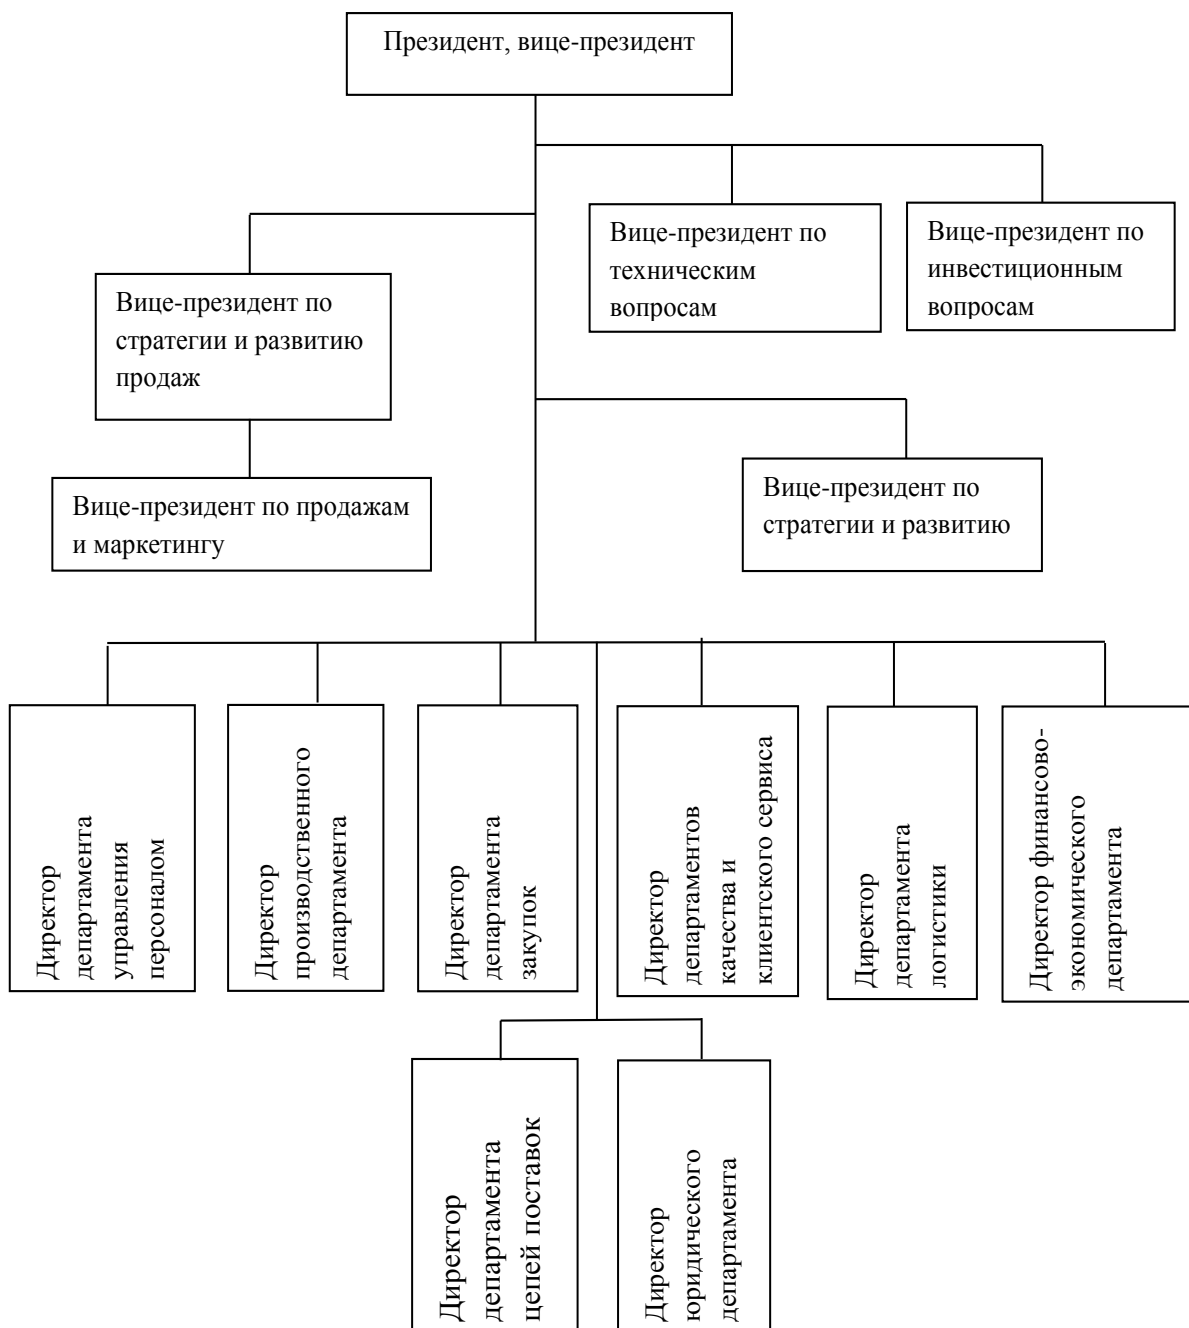 Президент, вице-президент
Вице-президент по
техническим
вопросам
Вице-президент по
инвестиционным
вопросам
Вице-президент по
стратегии и развитию
продаж
Вице-президент по продажам
и маркетингу
Вице-президент по
стратегии и развитию
Директор
департамента
управления
персоналом
Директор
производственного
департамента
Директор
департамента
закупок
Директор
департаментов
качества и
клиентского сервиса
Директор
департамента
логистики
Директор финансово-
экономического
департамента
Директор
департамента
цепей поставок
Директор
юридического
департамента